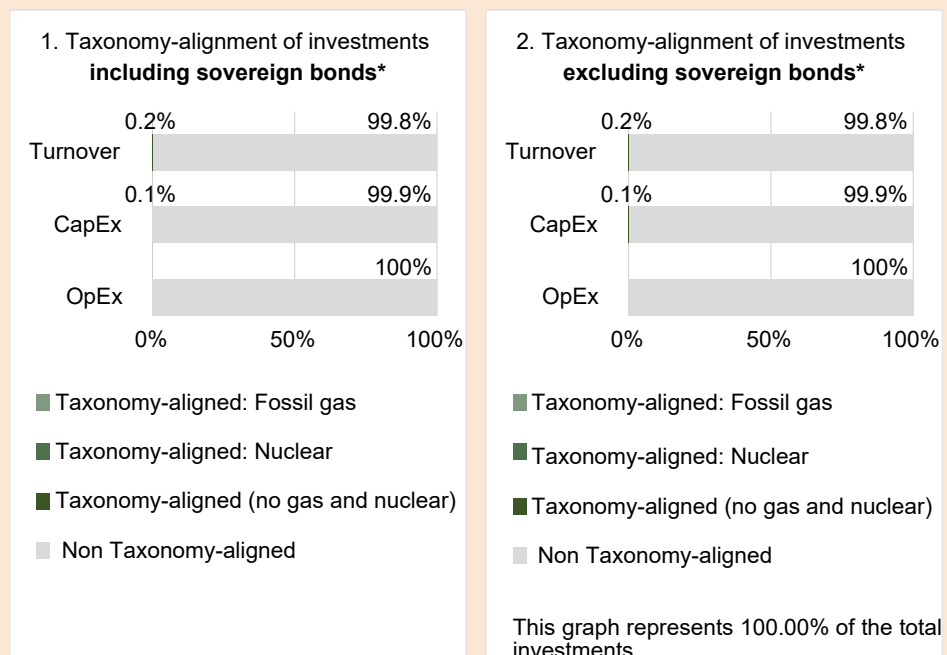 1. Taxonomy-alignment of investments
including sovereign bonds*
0.2% 99.8%
Turnover
0.1% 99.9%
CapEx
100%
OpEx
0% 50% 100%
Taxonomy-aligned: Fossil gas
Taxonomy-aligned: Nuclear
Taxonomy-aligned (no gas and nuclear)
Non Taxonomy-aligned
2. Taxonomy-alignment of investments
excluding sovereign bonds*
0.2% 99.8%
Turnover
0.1% 99.9%
CapEx
100%
OpEx
0% 50% 100%
Taxonomy-aligned: Fossil gas
Taxonomy-aligned: Nuclear
Taxonomy-aligned (no gas and nuclear)
Non Taxonomy-aligned
This graph represents 100.00% of the total
investments